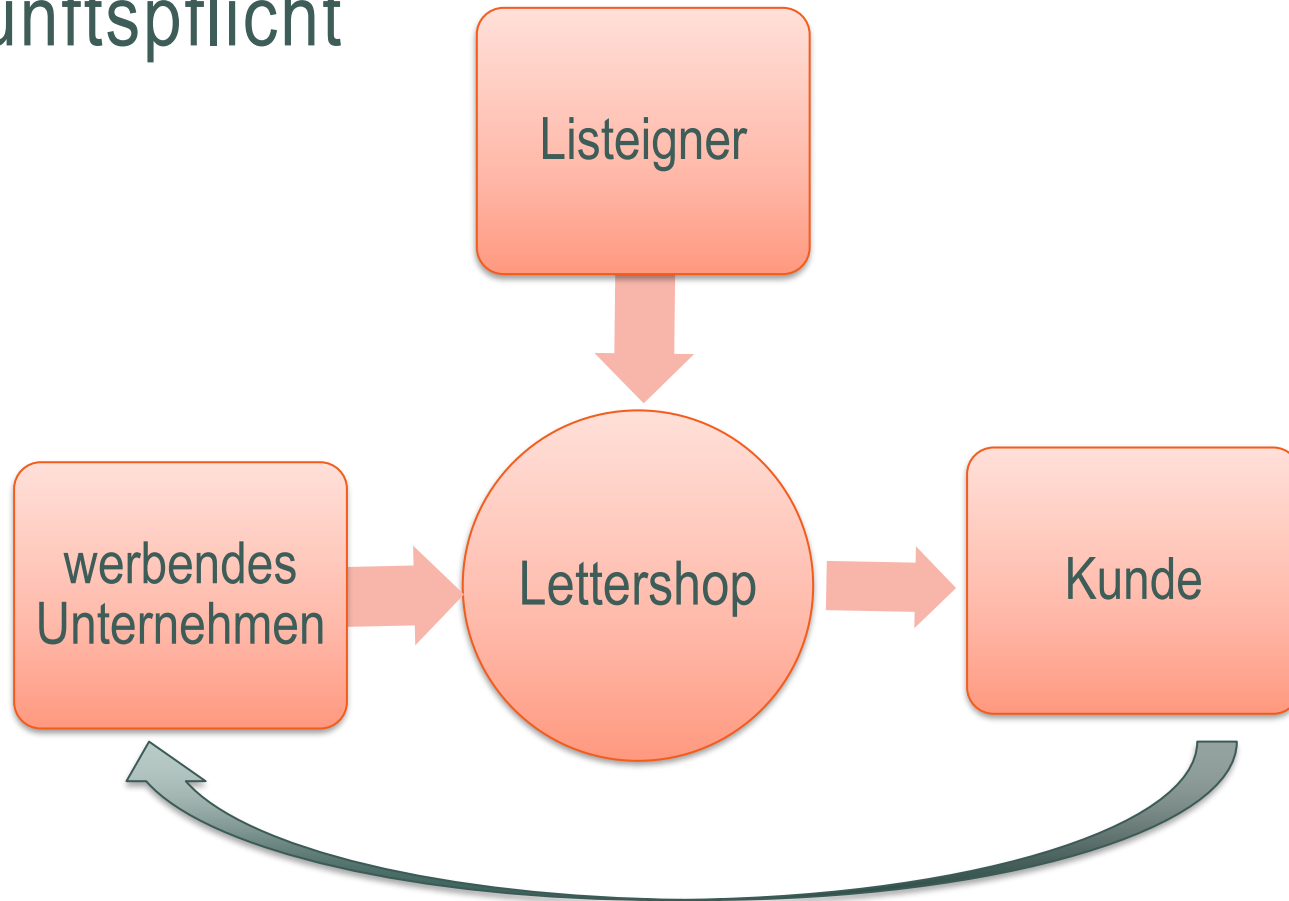 unftspflicht
Listeigner
werbendes
Unternehmen
Lettershop
Kunde